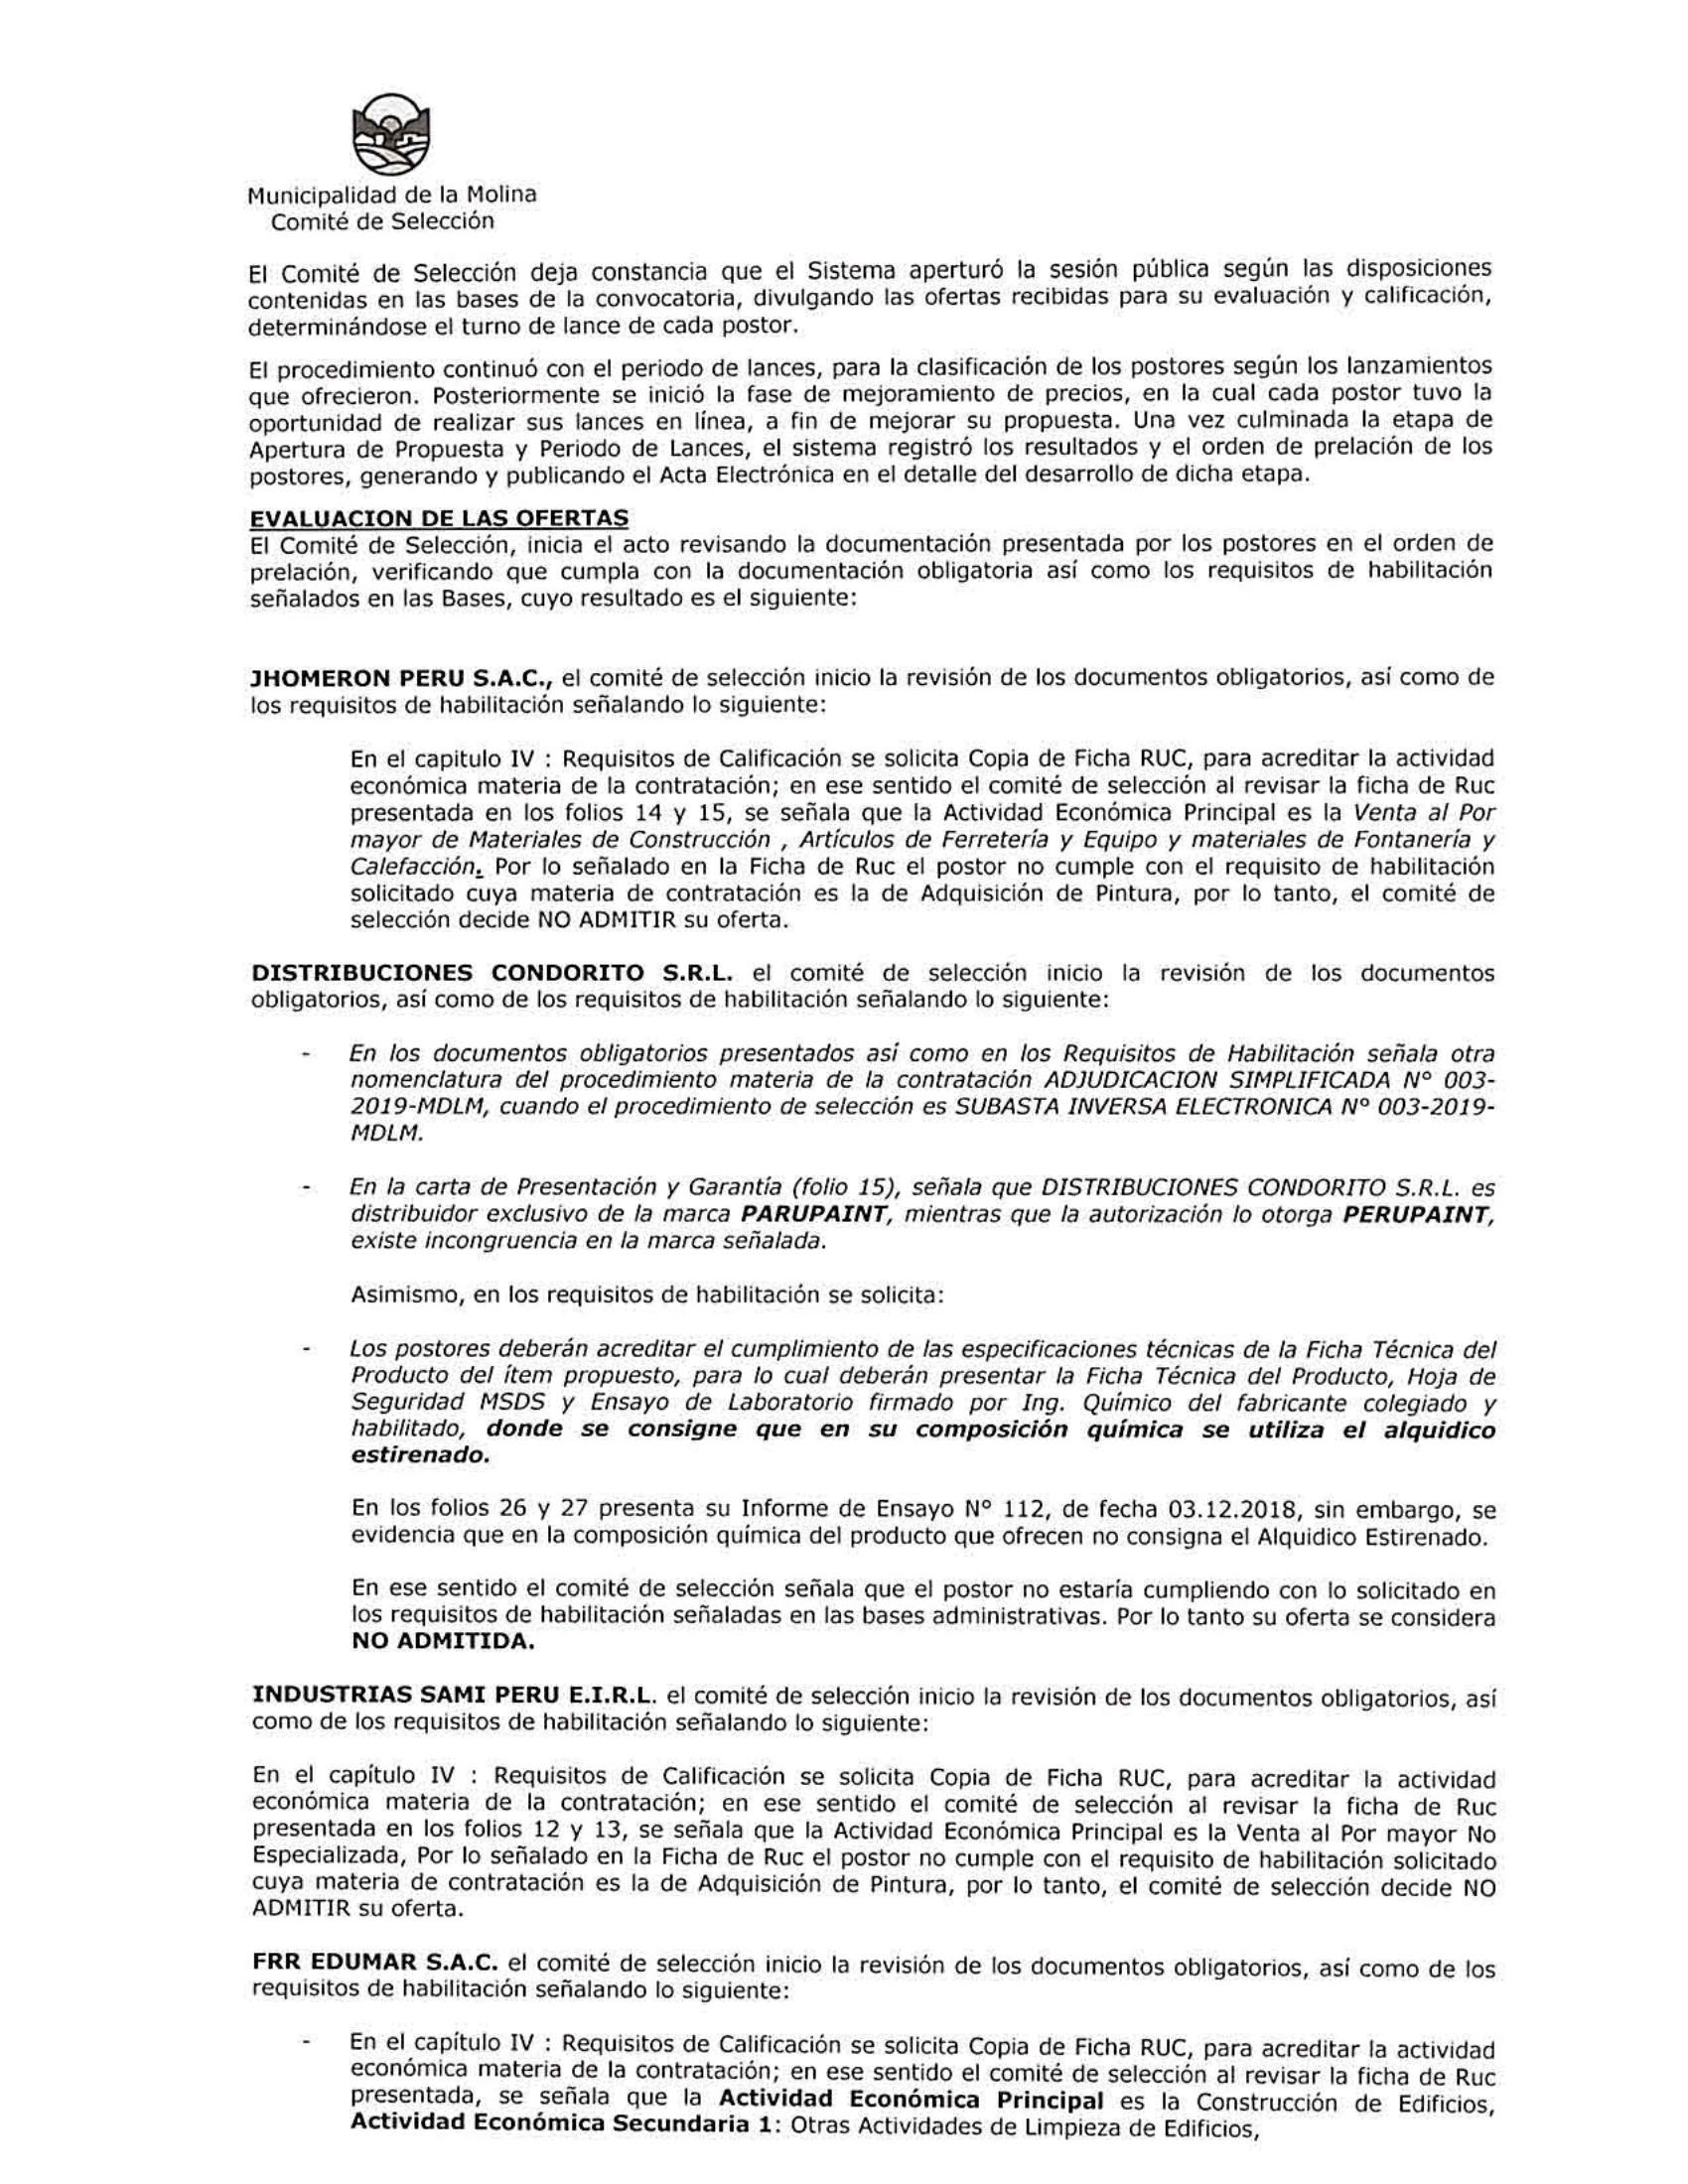 Municipalidad de la Molina
Comité de Selección
El Comité de Selección deja constancia que el Sistema aperturó la sesión pública según las disposiciones
contenidas en las bases de la convocatoria, divulgando las ofertas recibidas para su evaluación y calificación,
determinándose el turno de lance de cada postor.
El procedimiento continuó con el periodo de lances, para la clasificación de los postores según los lanzamientos
que ofrecieron. Posteriormente se inició la fase de mejoramiento de precios, en la cual cada postor tuvo la
oportunidad de realizar sus lances en línea, a fin de mejorar su propuesta. Una vez culminada la etapa de
Apertura de Propuesta y Periodo de Lances, el sistema registró los resultados y el orden de prelación de los
postores, generando y publicando el Acta Electrónica en el detalle del desarrollo de dicha etapa.
EVALUACION DE LAS OFERTAS
El Comité de Selección, inicia el acto revisando la documentación presentada por los postores en el orden de
prelación, verificando que cumpla con la documentación obligatoria así como los requisitos de habilitación
señalados en las Bases, cuyo resultado es el siguiente:
JHOMERON PERU S.A.C., el comité de selección inicio la revisión de los documentos obligatorios, así como de
los requisitos de habilitación señalando lo siguiente:
En el capitulo IV : Requisitos de Calificación se solicita Copia de Ficha RUC, para acreditar la actividad
económica materia de la contratación; en ese sentido el comité de selección al revisar la ficha de Ruc
presentada en los folios 14 y 15, se señala que la Actividad Económica Principal es la Venta al Por
mayor de Materiales de Construcción , Artículos de Ferretería y Equipo y materiales de Fontanería y
Calefacción. Por lo señalado en la Ficha de Ruc el postor no cumple con el requisito de habilitación
solicitado cuya materia de contratación es la de Adquisición de Pintura, por lo tanto, el comité de
selección decide NO ADMITIR su oferta.
DISTRIBUCIONES CONDORITO S.R.L. el comité de selección inicio la revisión de los documentos
obligatorios, así como de los requisitos de habilitación señalando lo siguiente:
- En los documentos obligatorios presentados así como en los Requisitos de Habilitación señala otra
nomenclatura del procedimiento materia de la contratación ADJUDICACION SIMPLIFICADA Nº 003-
2019-MDLM, cuando el procedimiento de selección es SUBASTA INVERSA ELECTRONICA Nº 003-2019-
MDLM.
- En la carta de Presentación y Garantía (folio 15), señala que DISTRIBUCIONES CONDORITO S.R.L. es
distribuidor exclusivo de la marca PARUPAINT, mientras que la autorización lo otorga PERUPAINT,
existe incongruencia en la marca señalada.
Asimismo, en los requisitos de habilitación se solicita:
- Los postores deberán acreditar el cumplimiento de las especificaciones técnicas de la Ficha Técnica del
Producto del ítem propuesto, para lo cual deberán presentar la Ficha Técnica del Producto, Hoja de
Seguridad MSDS y Ensayo de Laboratorio firmado por Ing. Químico del fabricante colegiado y
habilitado, donde se consigne que en su composición química se utiliza el alquidico
estirenado.
En los folios 26 y 27 presenta su Informe de Ensayo Nº 112, de fecha 03.12.2018, sin embargo, se
evidencia que en la composición química del producto que ofrecen no consigna el Alquidico Estirenado.
En ese sentido el comité de selección señala que el postor no estaría cumpliendo con lo solicitado en
los requisitos de habilitación señaladas en las bases administrativas. Por lo tanto su oferta se considera
NO ADMITIDA.
INDUSTRIAS SAMI PERU E.I.R.L. el comité de selección inicio la revisión de los documentos obligatorios, así
como de los requisitos de habilitación señalando lo siguiente:
En el capítulo IV : Requisitos de Calificación se solicita Copia de Ficha RUC, para acreditar la actividad
económica materia de la contratación; en ese sentido el comité de selección al revisar la ficha de Ruc
presentada en los folios 12 y 13, se señala que la Actividad Económica Principal es la Venta al Por mayor No
Especializada, Por lo señalado en la Ficha de Ruc el postor no cumple con el requisito de habilitación solicitado
cuya materia de contratación es la de Adquisición de Pintura, por lo tanto, el comité de selección decide NO
ADMITIR su oferta.
FRR EDUMAR S.A.C. el comité de selección inicio la revisión de los documentos obligatorios, así como de los
requisitos de habilitación señalando lo siguiente:
- En el capítulo IV : Requisitos de Calificación se solicita Copia de Ficha RUC, para acreditar la actividad
económica materia de la contratación; en ese sentido el comité de selección al revisar la ficha de Ruc
presentada, se señala que la Actividad Económica Principal es la Construcción de Edificios,
Actividad Económica Secundaria 1: Otras Actividades de Limpieza de Edificios,